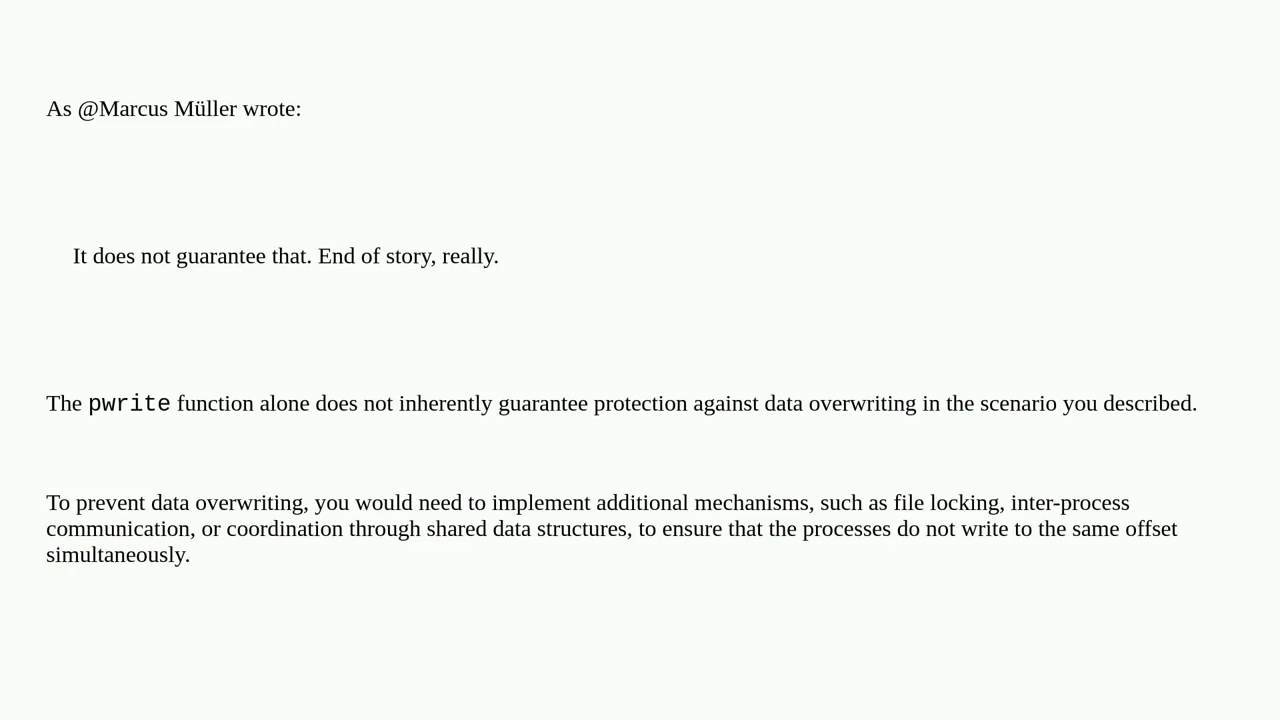 As @Marcus Müller wrote:
It does not guarantee that. End of story, really.
The pwrite function alone does not inherently guarantee protection against data overwriting in the scenario you described.
To prevent data overwriting, you would need to implement additional mechanisms, such as file locking, inter-process
communication, or coordination through shared data structures, to ensure that the processes do not write to the same offset
simultaneously.